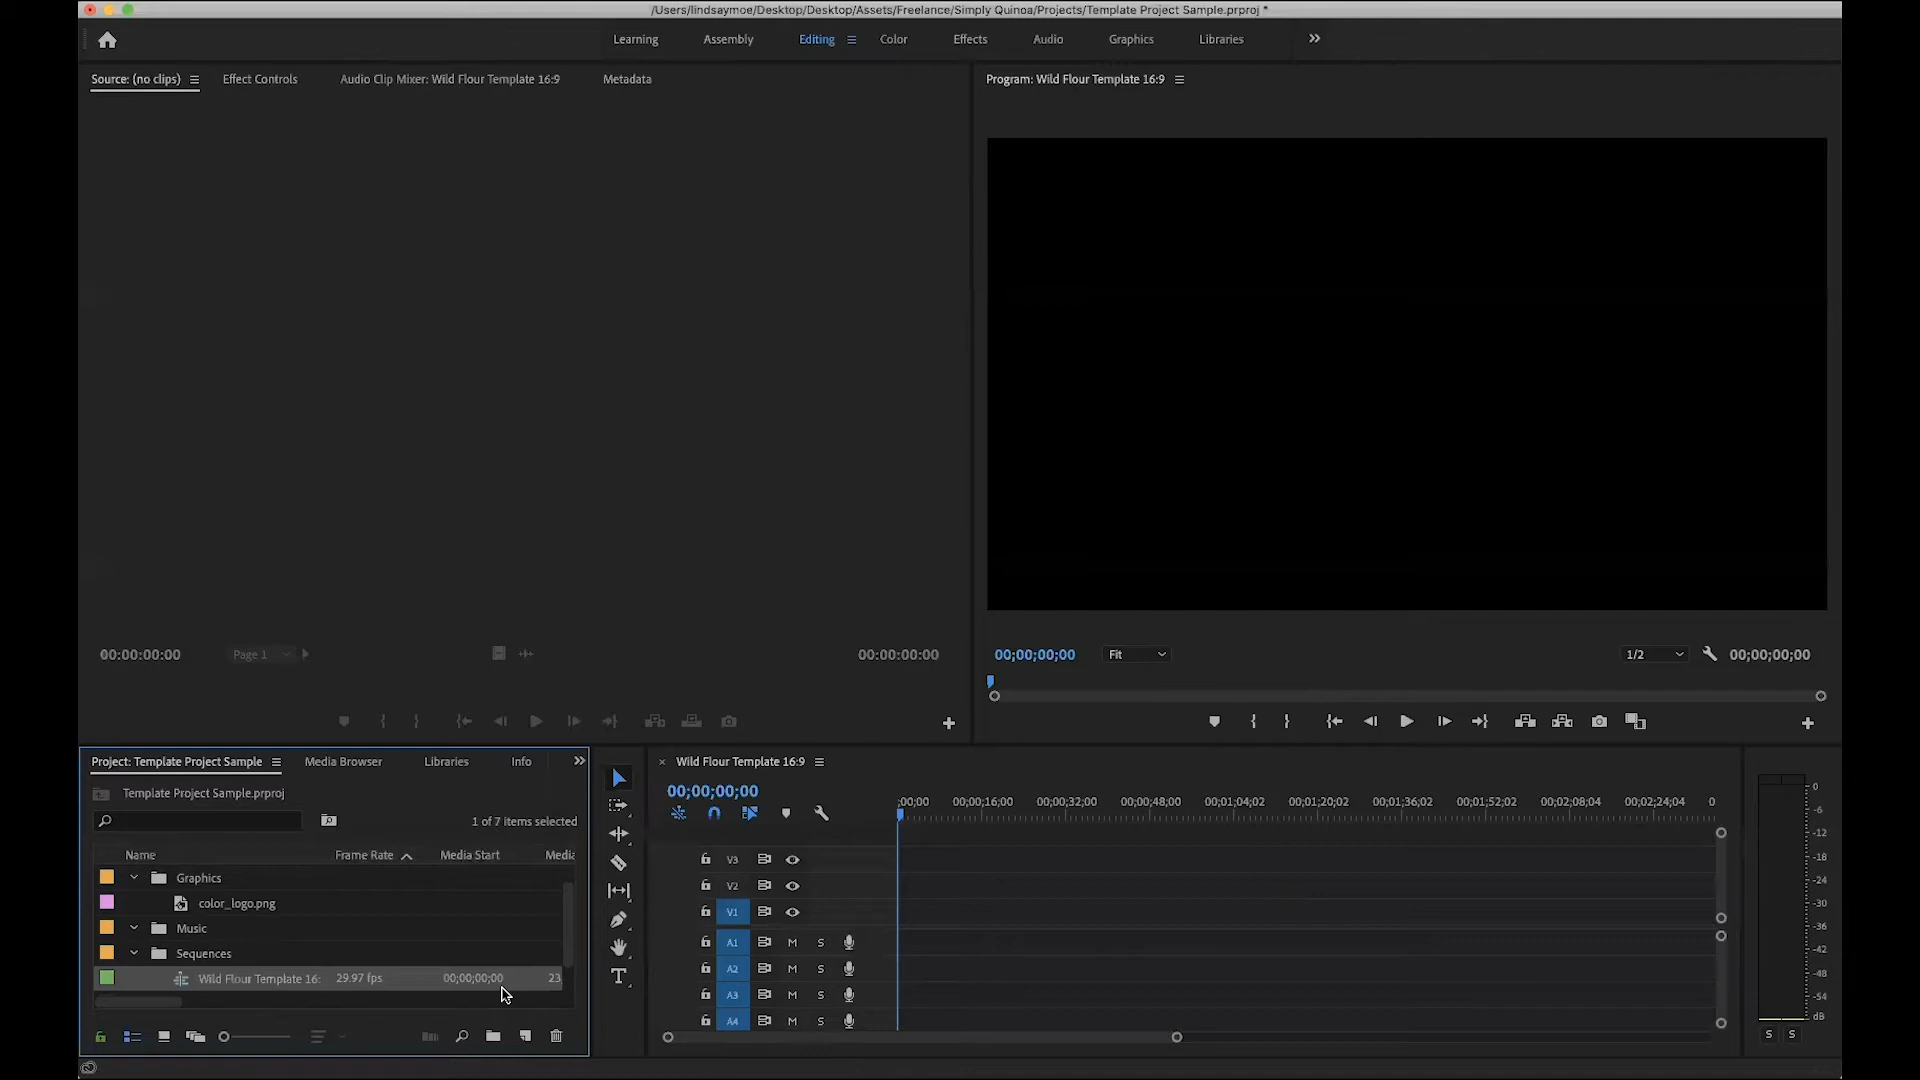 /Users/lindsaymoe/Desktop/Desktop/Assets/Freelance/Simply Quinoa/Projects/Template Project Sample.prproj *
Learning Assembly Editing Color Effects Audio Graphics Libraries
Source: (no clips) Effect Controls Audio Clip Mixer: Wild Flour Template 16:9 Metadata
Program: Wild Flour Template 16:9
00:00:00:00 Page 1 00:00:00:00
00;00;00;00 Fit 1/2 00;00;00;00
Project: Template Project Sample Media Browser Libraries Info
Template Project Sample.prproj
1 of 7 items selected
Name Frame Rate Media Start Media
Graphics
color_logo.png
Music
Sequences
Wild Flour Template 16: 29.97 fps 00;00;00;00 23
Wild Flour Template 16:9
00;00;00;00
;00;00 00;00;16;00 00;00;32;00 00;00;48;00 00;01;04;02 00;01;20;02 00;01;36;02 00;01;52;02 00;02;08;04 00;02;24;04 0
V3
V2
V1
A1 M S
A2 M S
A3 M S
A4 M S
T
0
-6
-12
-18
-24
-30
-36
-42
-48
-54
dB
S S